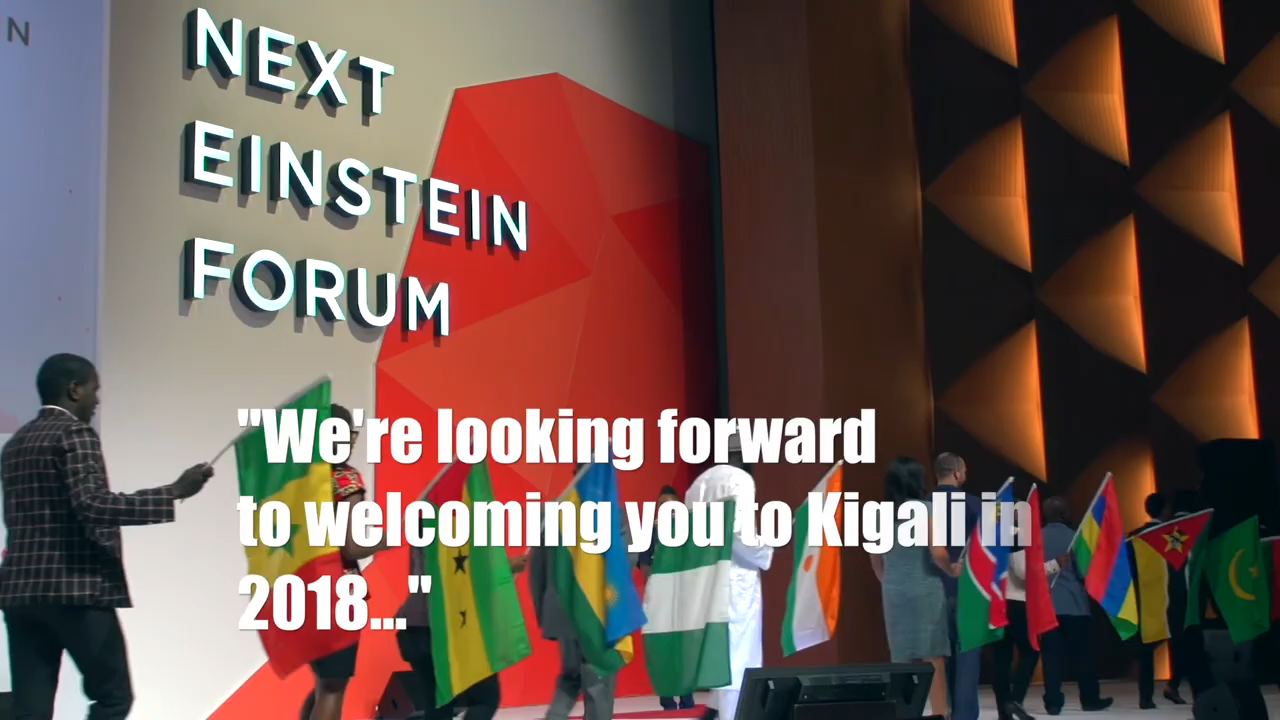 N
NEXT
EINSTEIN
FORUM
"We're looking forward
to welcoming you to Kigali in
2018..."